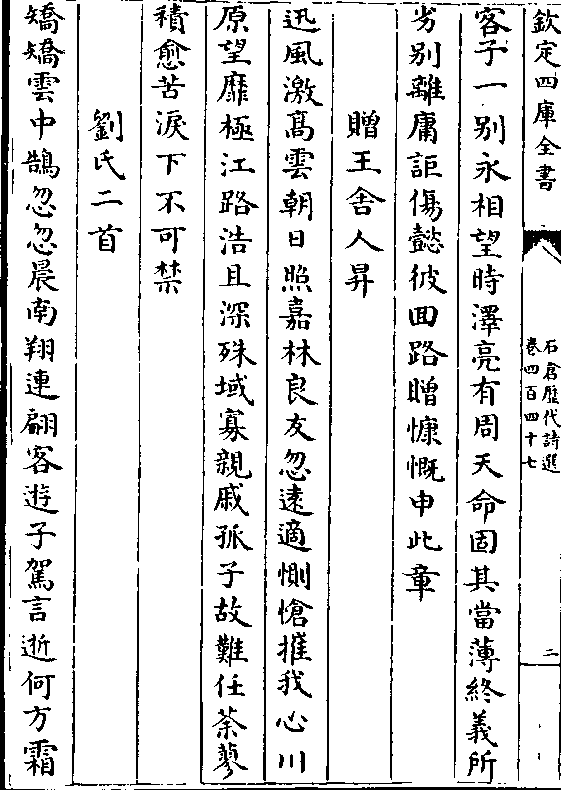 欽定四庫全書
石倉歷代詩選
卷四百四十七
二
客子一别永相望時澤亮有周天命固其當薄終義所
劣别離庸詎傷懿彼回路贈慷慨申此章
贈王舎人昇
迅風激髙雲朝日照嘉林良友忽遠適惻愴摧我心川
原望靡極江路浩且深殊域寡親戚孤子故難任荼蓼
積愈苦淚下不可禁
劉氏二首
矯矯雲中鵠忽忽晨南翔連翩客遊子駕言逝何方霜